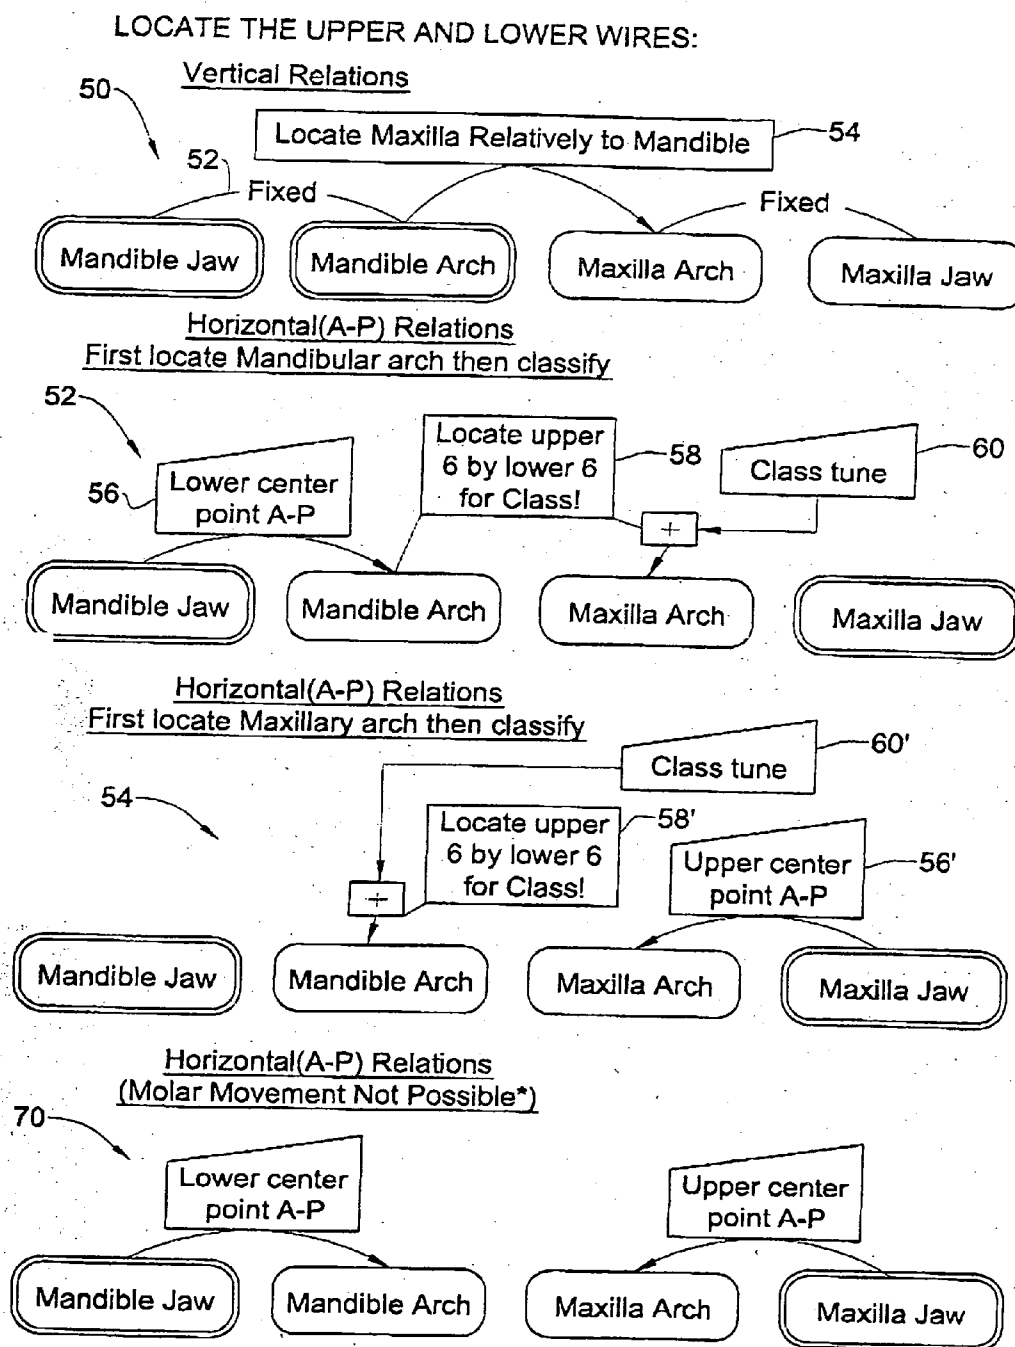 LOCATE THE UPPER AND LOWER WIRES:
Vertical Relations
50
Locate Maxilla Relatively to Mandible
54
52
Fixed
Fixed
Mandible Jaw
Mandible Arch
Maxilla Arch
Maxilla Jaw
Horizontal(A-P) Relations
First locate Mandibular arch then classify
52
Locate upper
6 by lower 6
for Class!
58
Class tune
60
56
Lower center
point A-P
+
Mandible Jaw
Mandible Arch
Maxilla Arch
Maxilla Jaw
Horizontal(A-P) Relations
First locate Maxillary arch then classify
Class tune
60'
54
Locate upper
6 by lower 6
for Class!
58'
Upper center
point A-P
56'
+
Mandible Jaw
Mandible Arch
Maxilla Arch
Maxilla Jaw
Horizontal(A-P) Relations
(Molar Movement Not Possible*)
70
Lower center
point A-P
Upper center
point A-P
Mandible Jaw
Mandible Arch
Maxilla Arch
Maxilla Jaw